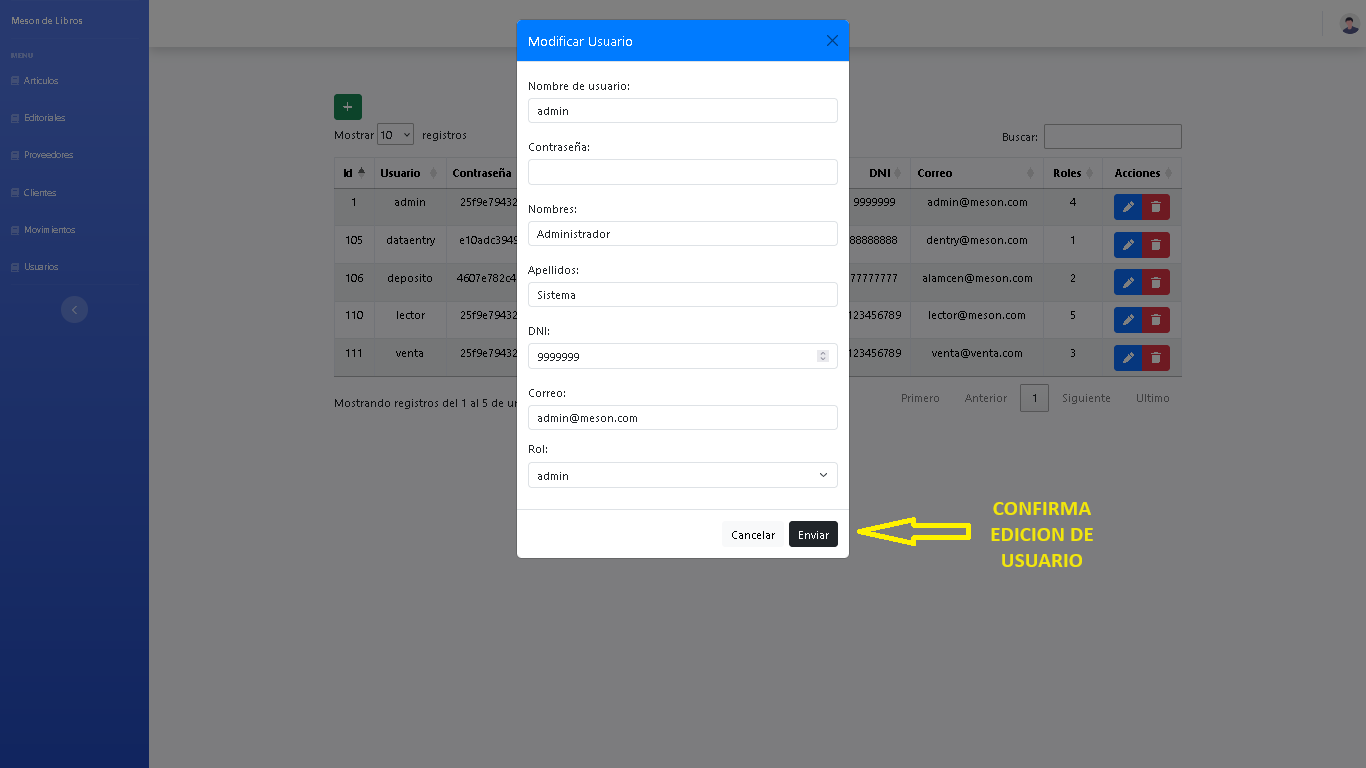 Meson de Libros
MENU
Articulos
Editoriales
Proveedores
Clientes
Movimientos
Usuarios
Mostrar 10 registros
Buscar:
Id Usuario Contraseña DNI Correo Roles Acciones
1 admin 25f9e79432 9999999 admin@meson.com 4
105 dataentry e10adc3949 88888888 dentry@meson.com 1
106 deposito 4607e782c4 77777777 alamcen@meson.com 2
110 lector 25f9e79432 123456789 lector@meson.com 5
111 venta 25f9e79432 123456789 venta@venta.com 3
Mostrando registros del 1 al 5 de un
Primero Anterior 1 Siguiente Ultimo
Modificar Usuario
Nombre de usuario:
admin
Contraseña:
Nombres:
Administrador
Apellidos:
Sistema
DNI:
9999999
Correo:
admin@meson.com
Rol:
admin
Cancelar Enviar
CONFIRMA
EDICION DE
USUARIO